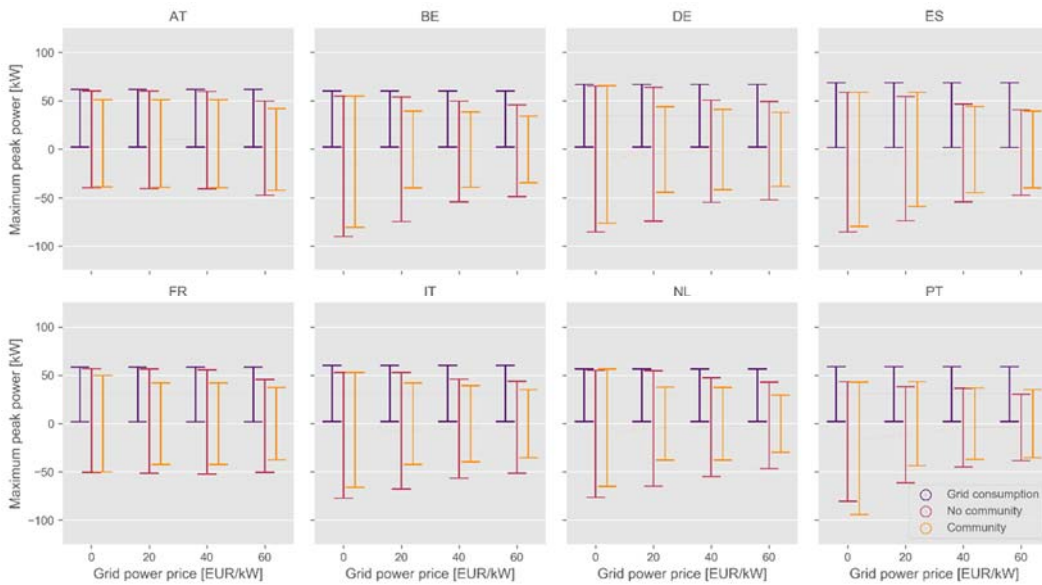 AT BE DE ES
Maximum peak power [kW]
100
50
0
−50
−100
FR IT NL PT
Maximum peak power [kW]
100
50
0
−50
−100
Grid consumption
No community
Community
0 20 40 60 0 20 40 60 0 20 40 60 0 20 40 60
Grid power price [EUR/kW] Grid power price [EUR/kW] Grid power price [EUR/kW] Grid power price [EUR/kW]